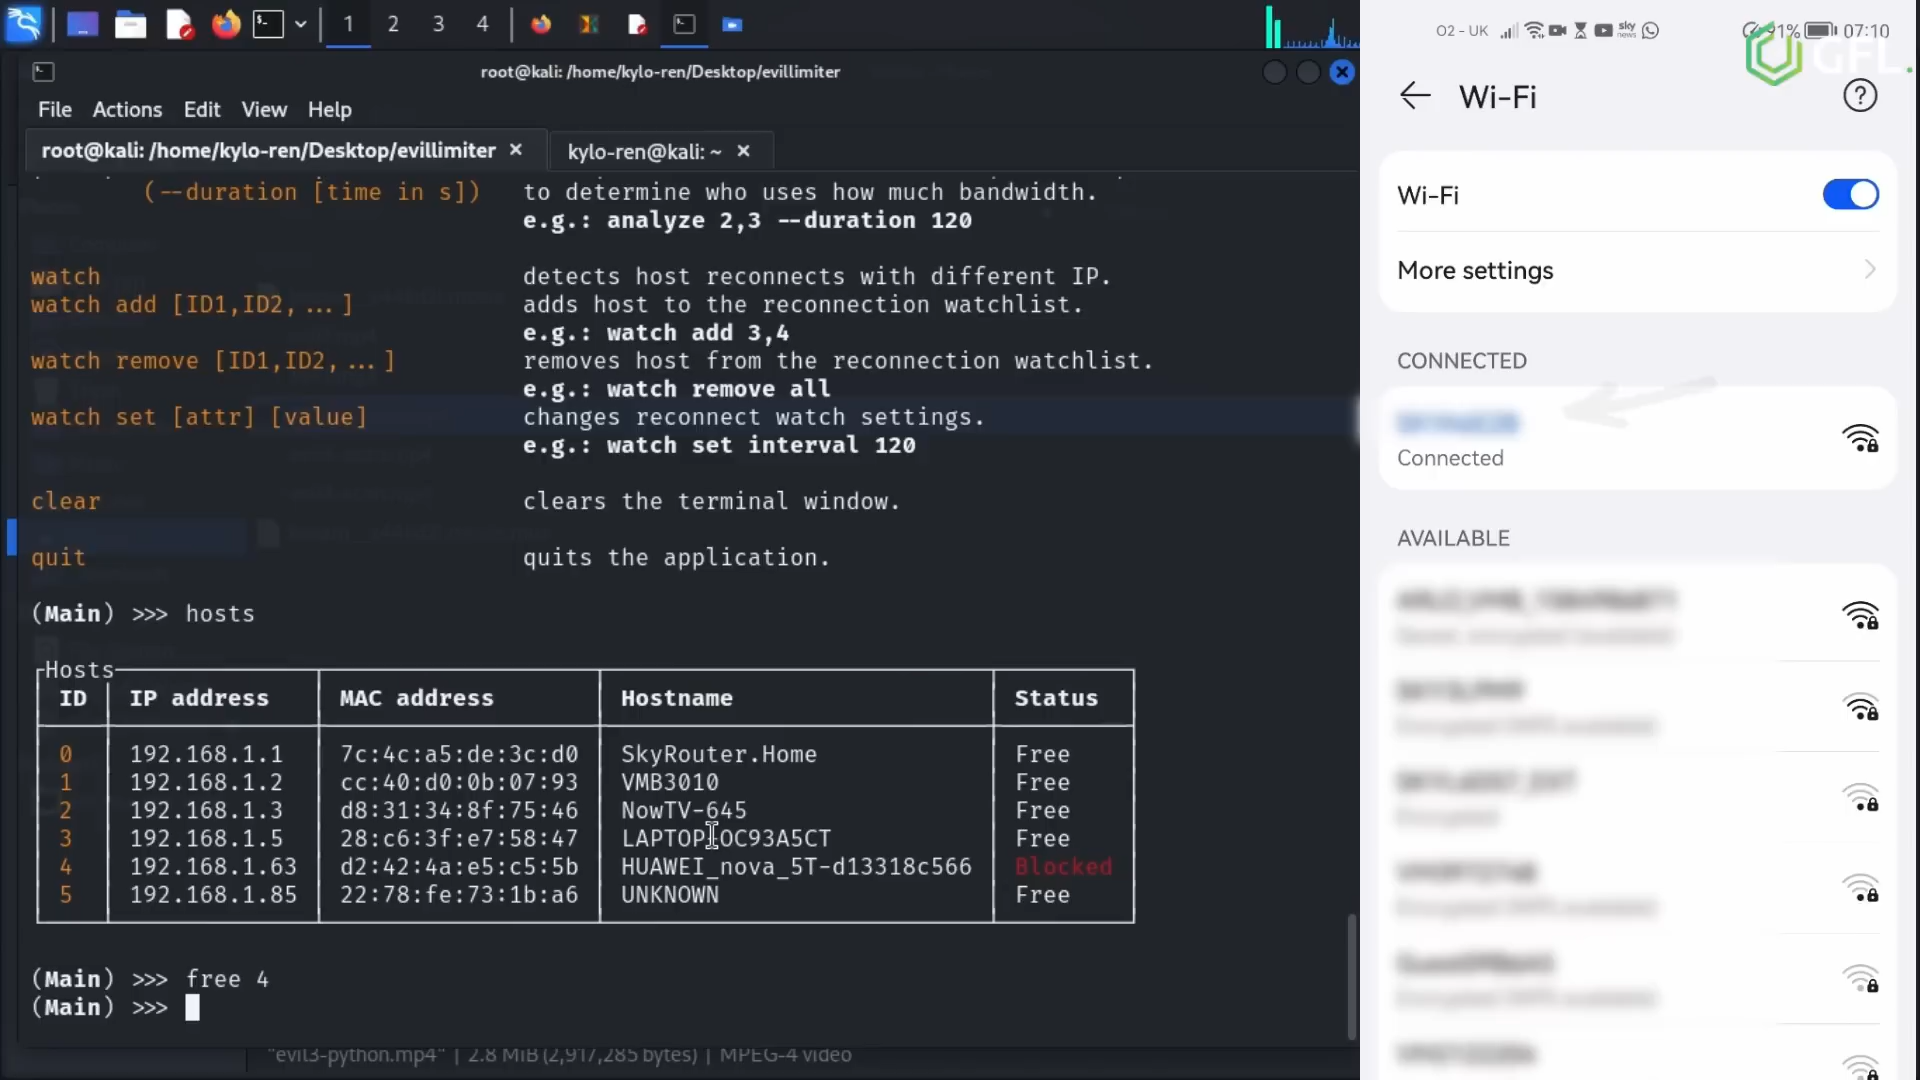 1 2 3 4
root@kali: /home/kylo-ren/Desktop/evillimiter
File Actions Edit View Help
root@kali: /home/kylo-ren/Desktop/evillimiter × kylo-ren@kali: ~ ×
(--duration [time in s]) to determine who uses how much bandwidth.
e.g.: analyze 2,3 --duration 120
watch detects host reconnects with different IP.
watch add [ID1,ID2,...] adds host to the reconnection watchlist.
e.g.: watch add 3,4
watch remove [ID1,ID2,...] removes host from the reconnection watchlist.
e.g.: watch remove all
watch set [attr] [value] changes reconnect watch settings.
e.g.: watch set interval 120
clear clears the terminal window.
quit quits the application.
(Main) >>> hosts
Hosts
ID IP address MAC address Hostname Status
0 192.168.1.1 7c:4c:a5:de:3c:d0 SkyRouter.Home Free
1 192.168.1.2 cc:40:d0:0b:07:93 VMB3010 Free
2 192.168.1.3 d8:31:34:8f:75:46 NowTV-645 Free
3 192.168.1.5 28:c6:3f:e7:58:47 LAPTOP-OC93A5CT Free
4 192.168.1.63 d2:42:4a:e5:c5:5b HUAWEI_nova_5T-d13318c566 Blocked
5 192.168.1.85 22:78:fe:73:1b:a6 UNKNOWN Free
(Main) >>> free 4
(Main) >>>
"evil3-python.mp4" | 2.8 MiB (2,917,285 bytes) | MPEG-4 video
O2 - UK sky news 91% 07:10
GFL.
Wi-Fi
Wi-Fi
More settings
CONNECTED
Connected
AVAILABLE